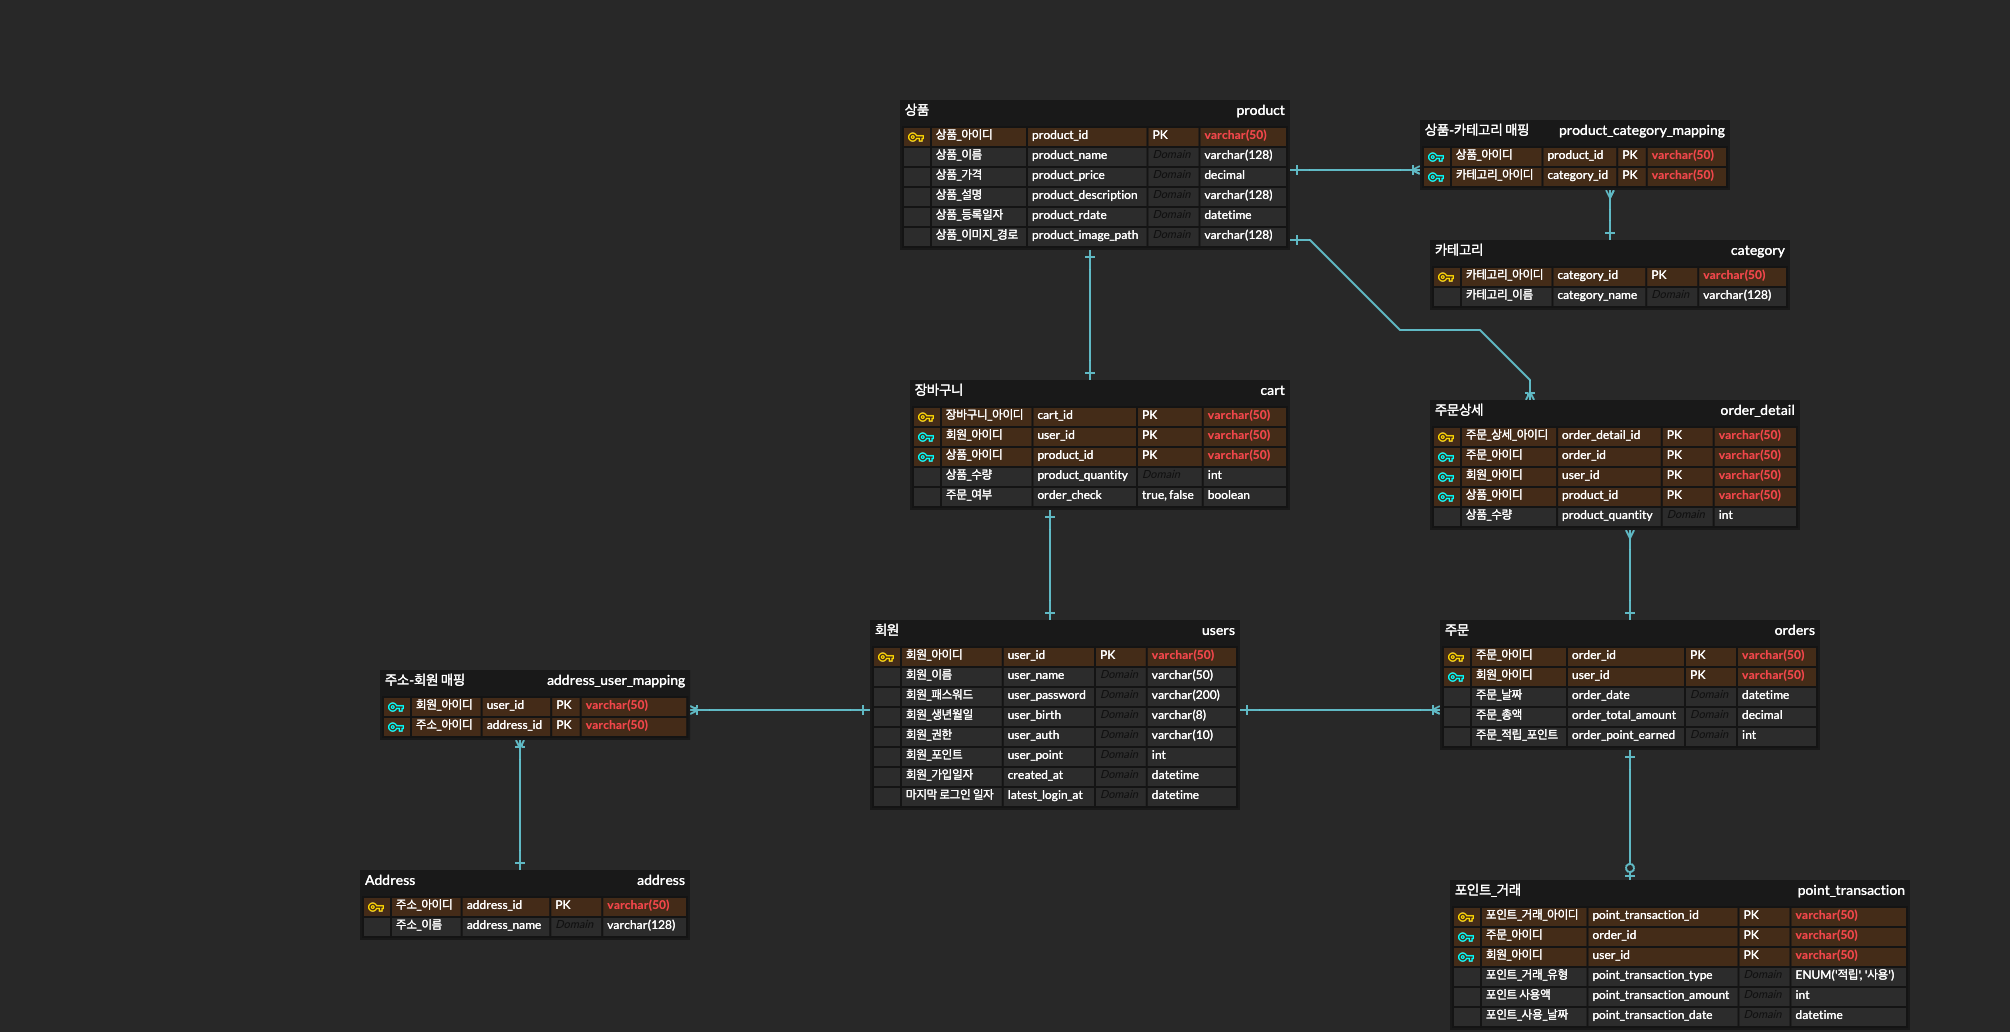 상품 product
상품_아이디 product_id PK varchar(50)
상품_이름 product_name Domain varchar(128)
상품_가격 product_price Domain decimal
상품_설명 product_description Domain varchar(128)
상품_등록일자 product_rdate Domain datetime
상품_이미지_경로 product_image_path Domain varchar(128)
상품-카테고리 매핑 product_category_mapping
상품_아이디 product_id PK varchar(50)
카테고리_아이디 category_id PK varchar(50)
카테고리 category
카테고리_아이디 category_id PK varchar(50)
카테고리_이름 category_name Domain varchar(128)
장바구니 cart
장바구니_아이디 cart_id PK varchar(50)
회원_아이디 user_id PK varchar(50)
상품_아이디 product_id PK varchar(50)
상품_수량 product_quantity Domain int
주문_여부 order_check true, false boolean
주문상세 order_detail
주문_상세_아이디 order_detail_id PK varchar(50)
주문_아이디 order_id PK varchar(50)
회원_아이디 user_id PK varchar(50)
상품_아이디 product_id PK varchar(50)
상품_수량 product_quantity Domain int
회원 users
회원_아이디 user_id PK varchar(50)
회원_이름 user_name Domain varchar(50)
회원_패스워드 user_password Domain varchar(200)
회원_생년월일 user_birth Domain varchar(8)
회원_권한 user_auth Domain varchar(10)
회원_포인트 user_point Domain int
회원_가입일자 created_at Domain datetime
마지막 로그인 일자 latest_login_at Domain datetime
주문 orders
주문_아이디 order_id PK varchar(50)
회원_아이디 user_id PK varchar(50)
주문_날짜 order_date Domain datetime
주문_총액 order_total_amount Domain decimal
주문_적립_포인트 order_point_earned Domain int
주소-회원 매핑 address_user_mapping
회원_아이디 user_id PK varchar(50)
주소_아이디 address_id PK varchar(50)
Address address
주소_아이디 address_id PK varchar(50)
주소_이름 address_name Domain varchar(128)
포인트_거래 point_transaction
포인트_거래_아이디 point_transaction_id PK varchar(50)
주문_아이디 order_id PK varchar(50)
회원_아이디 user_id PK varchar(50)
포인트_거래_유형 point_transaction_type Domain ENUM('적립', '사용')
포인트 사용액 point_transaction_amount Domain int
포인트_사용_날짜 point_transaction_date Domain datetime